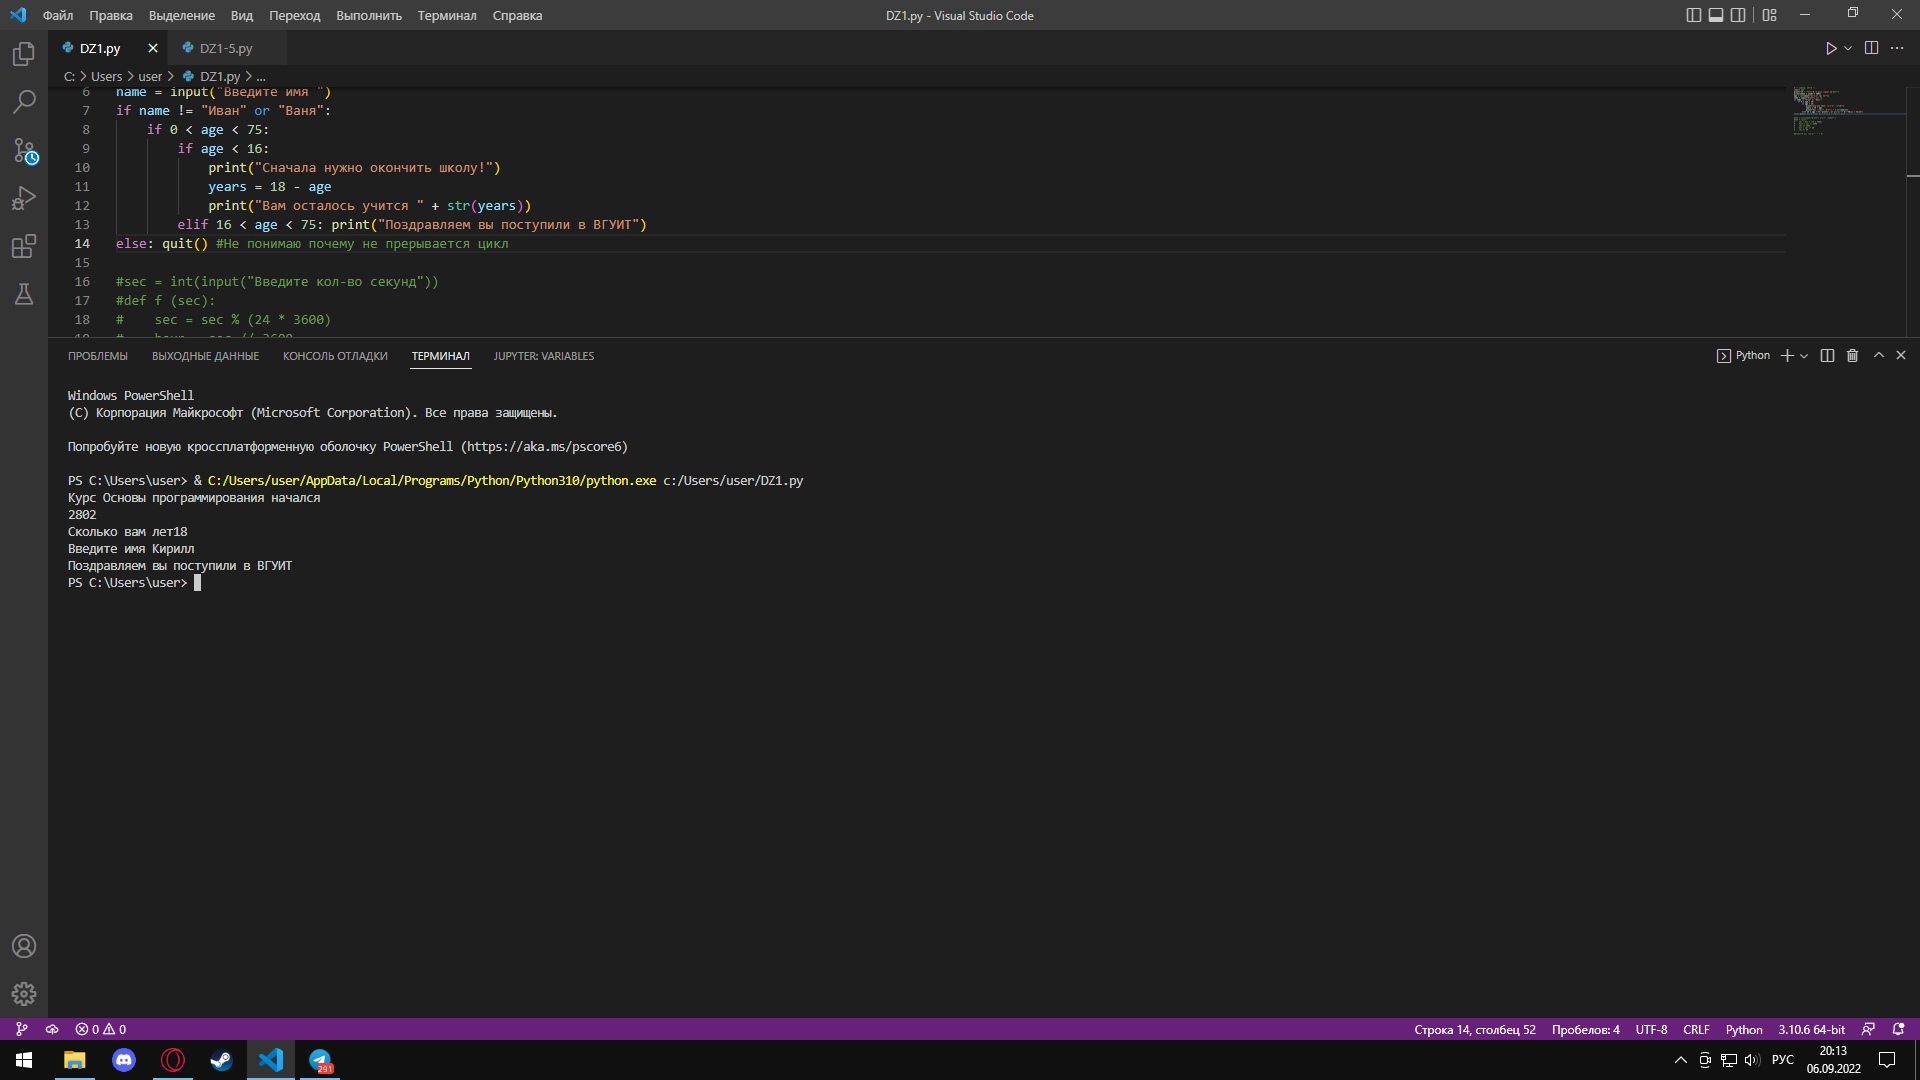 Файл Правка Выделение Вид Переход Выполнить Терминал Справка
DZ1.py - Visual Studio Code
DZ1.py DZ1-5.py
C: > Users > user > DZ1.py > ...
6 name = input("Введите имя ")
7 if name != "Иван" or "Ваня":
8 if 0 < age < 75:
9 if age < 16:
10 print("Сначала нужно окончить школу!")
11 years = 18 - age
12 print("Вам осталось учится " + str(years))
13 elif 16 < age < 75: print("Поздравляем вы поступили в ВГУИТ")
14 else: quit() #Не понимаю почему не прерывается цикл
15
16 #sec = int(input("Введите кол-во секунд"))
17 #def f (sec):
18 # sec = sec % (24 * 3600)
ПРОБЛЕМЫ ВЫХОДНЫЕ ДАННЫЕ КОНСОЛЬ ОТЛАДКИ ТЕРМИНАЛ JUPYTER: VARIABLES
Python
Windows PowerShell
(C) Корпорация Майкрософт (Microsoft Corporation). Все права защищены.
Попробуйте новую кроссплатформенную оболочку PowerShell (https://aka.ms/pscore6)
PS C:\Users\user> & C:/Users/user/AppData/Local/Programs/Python/Python310/python.exe c:/Users/user/DZ1.py
Курс Основы программирования начался
2802
Сколько вам лет18
Введите имя Кирилл
Поздравляем вы поступили в ВГУИТ
PS C:\Users\user>
0 0
Строка 14, столбец 52 Пробелов: 4 UTF-8 CRLF Python 3.10.6 64-bit
291
РУС
20:13
06.09.2022